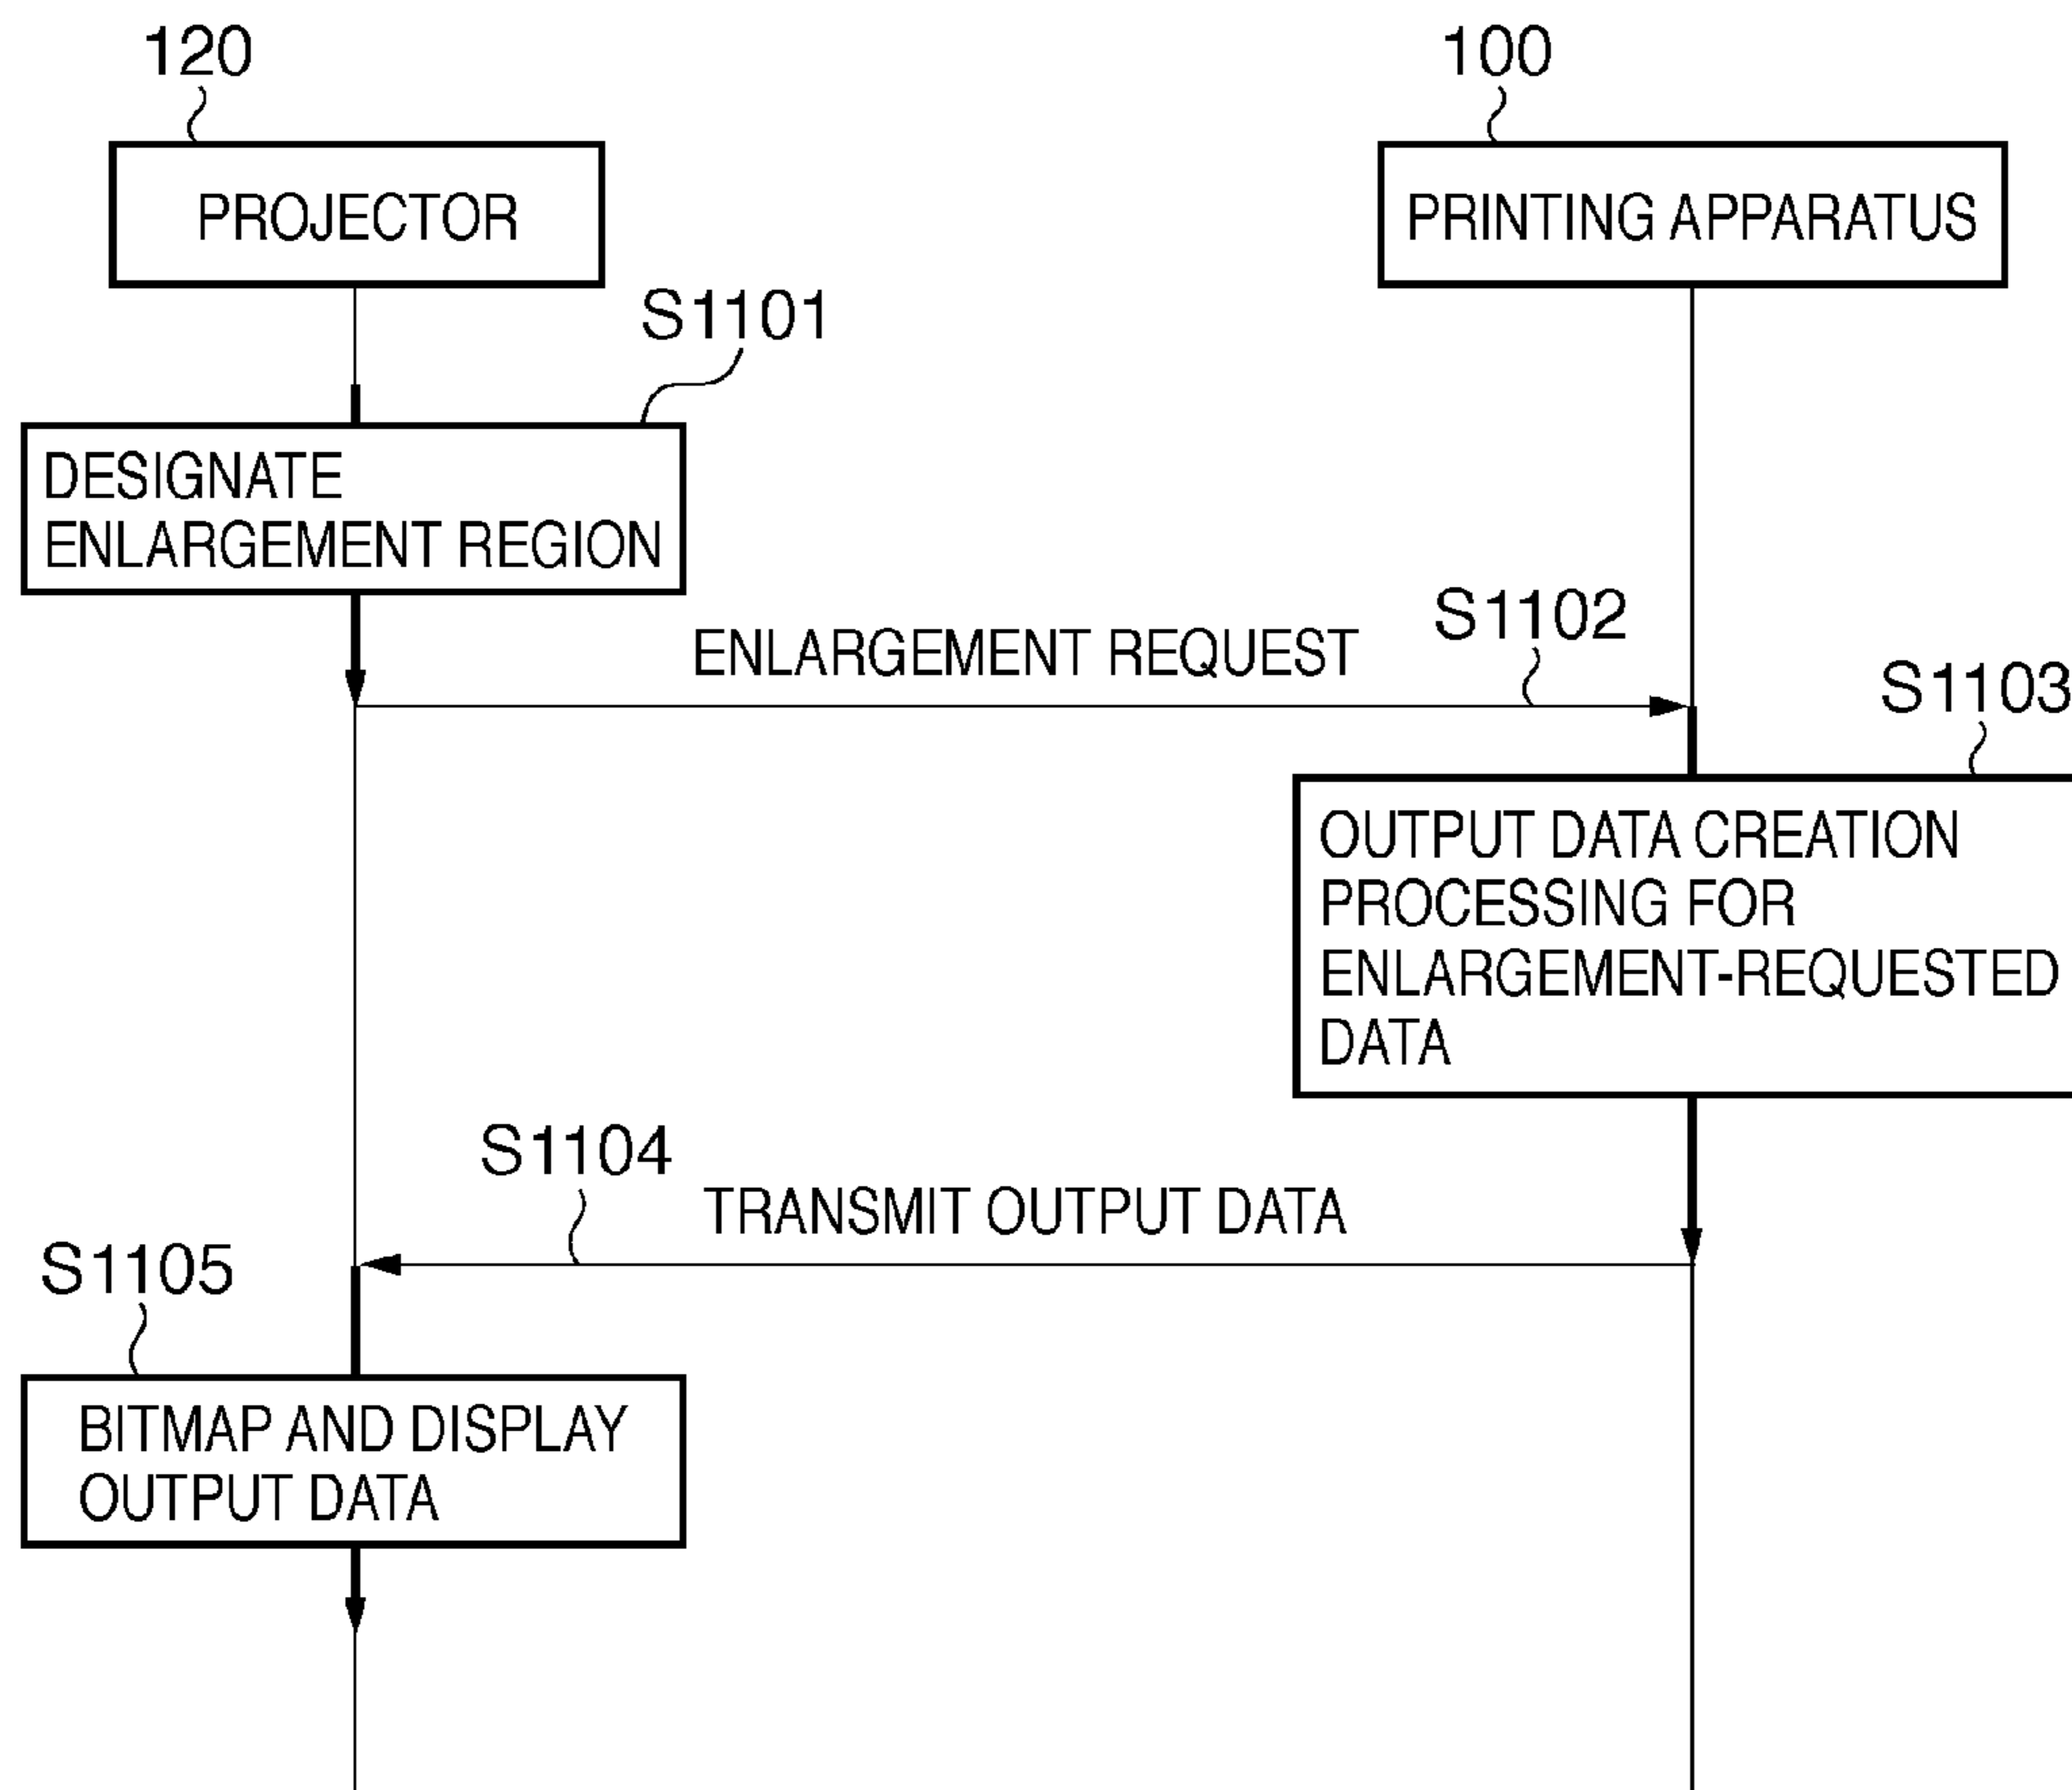 120
100
PROJECTOR
PRINTING APPARATUS
S1101
DESIGNATE
ENLARGEMENT REGION
ENLARGEMENT REQUEST
S1102
S1103
OUTPUT DATA CREATION
PROCESSING FOR
ENLARGEMENT-REQUESTED
DATA
S1104
TRANSMIT OUTPUT DATA
S1105
BITMAP AND DISPLAY
OUTPUT DATA